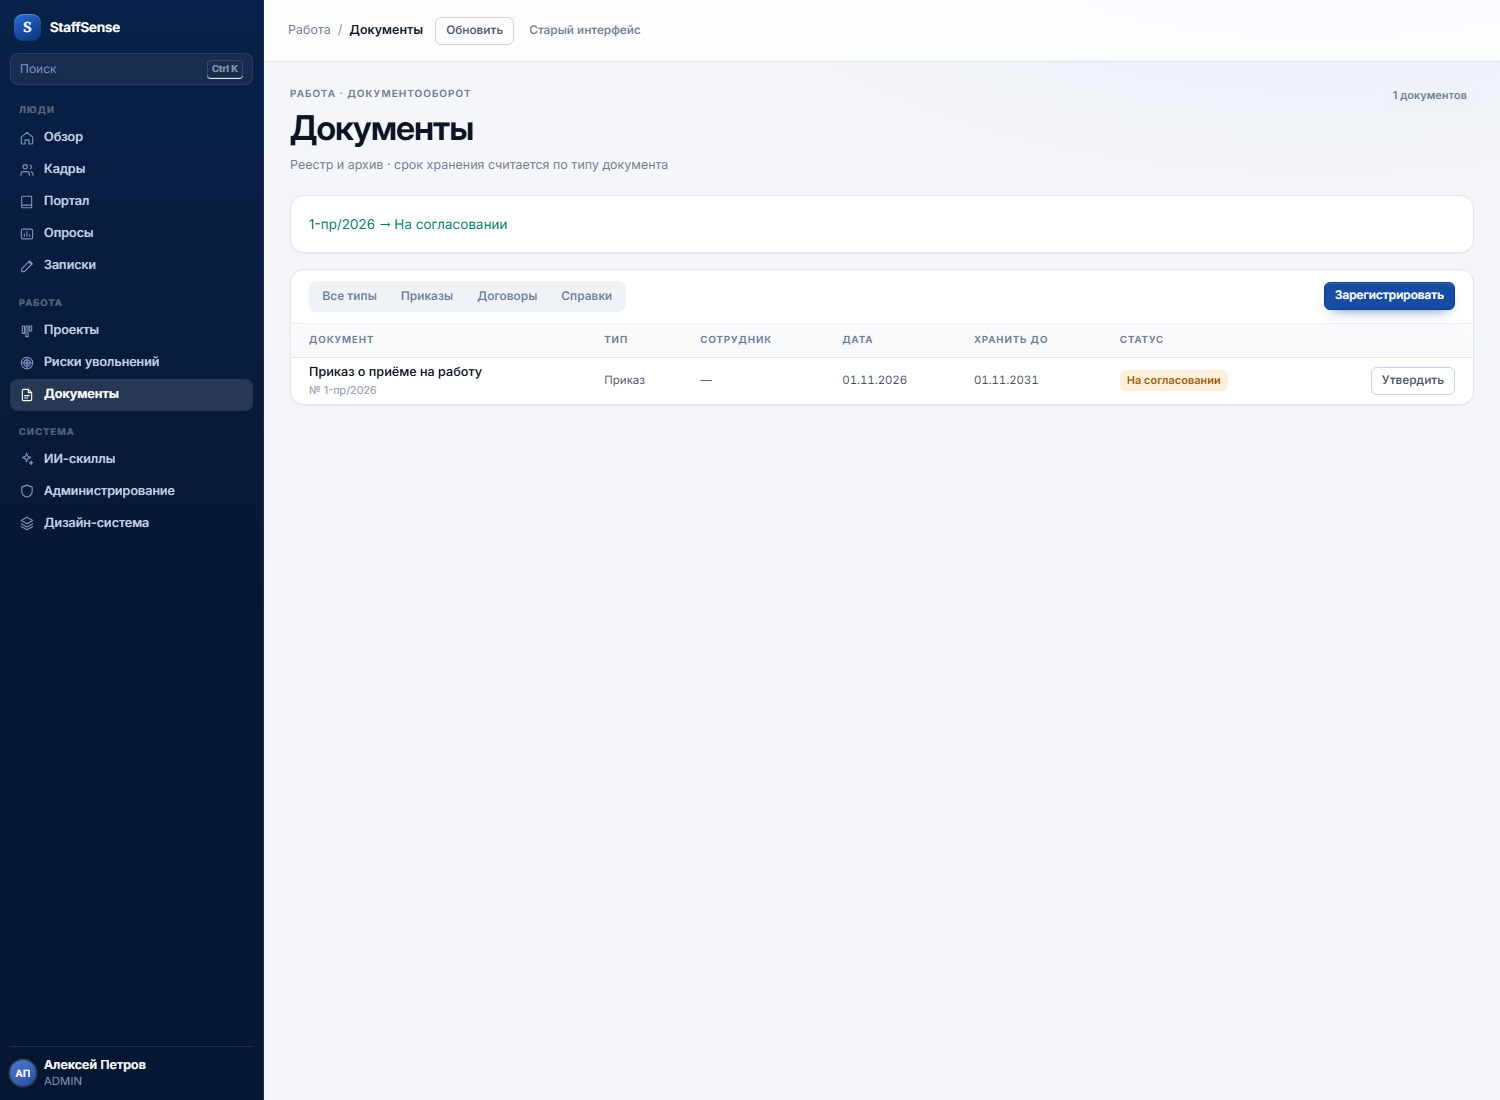 S StaffSense
Поиск Ctrl K
ЛЮДИ
Обзор
Кадры
Портал
Опросы
Записки
РАБОТА
Проекты
Риски увольнений
Документы
СИСТЕМА
ИИ-скиллы
Администрирование
Дизайн-система
АП Алексей Петров
ADMIN
Работа / Документы Обновить Старый интерфейс
РАБОТА · ДОКУМЕНТООБОРОТ
1 документов
Документы
Реестр и архив · срок хранения считается по типу документа
1-пр/2026 → На согласовании
Все типы Приказы Договоры Справки Зарегистрировать
ДОКУМЕНТ ТИП СОТРУДНИК ДАТА ХРАНИТЬ ДО СТАТУС
Приказ о приёме на работу
№ 1-пр/2026
Приказ — 01.11.2026 01.11.2031 На согласовании Утвердить